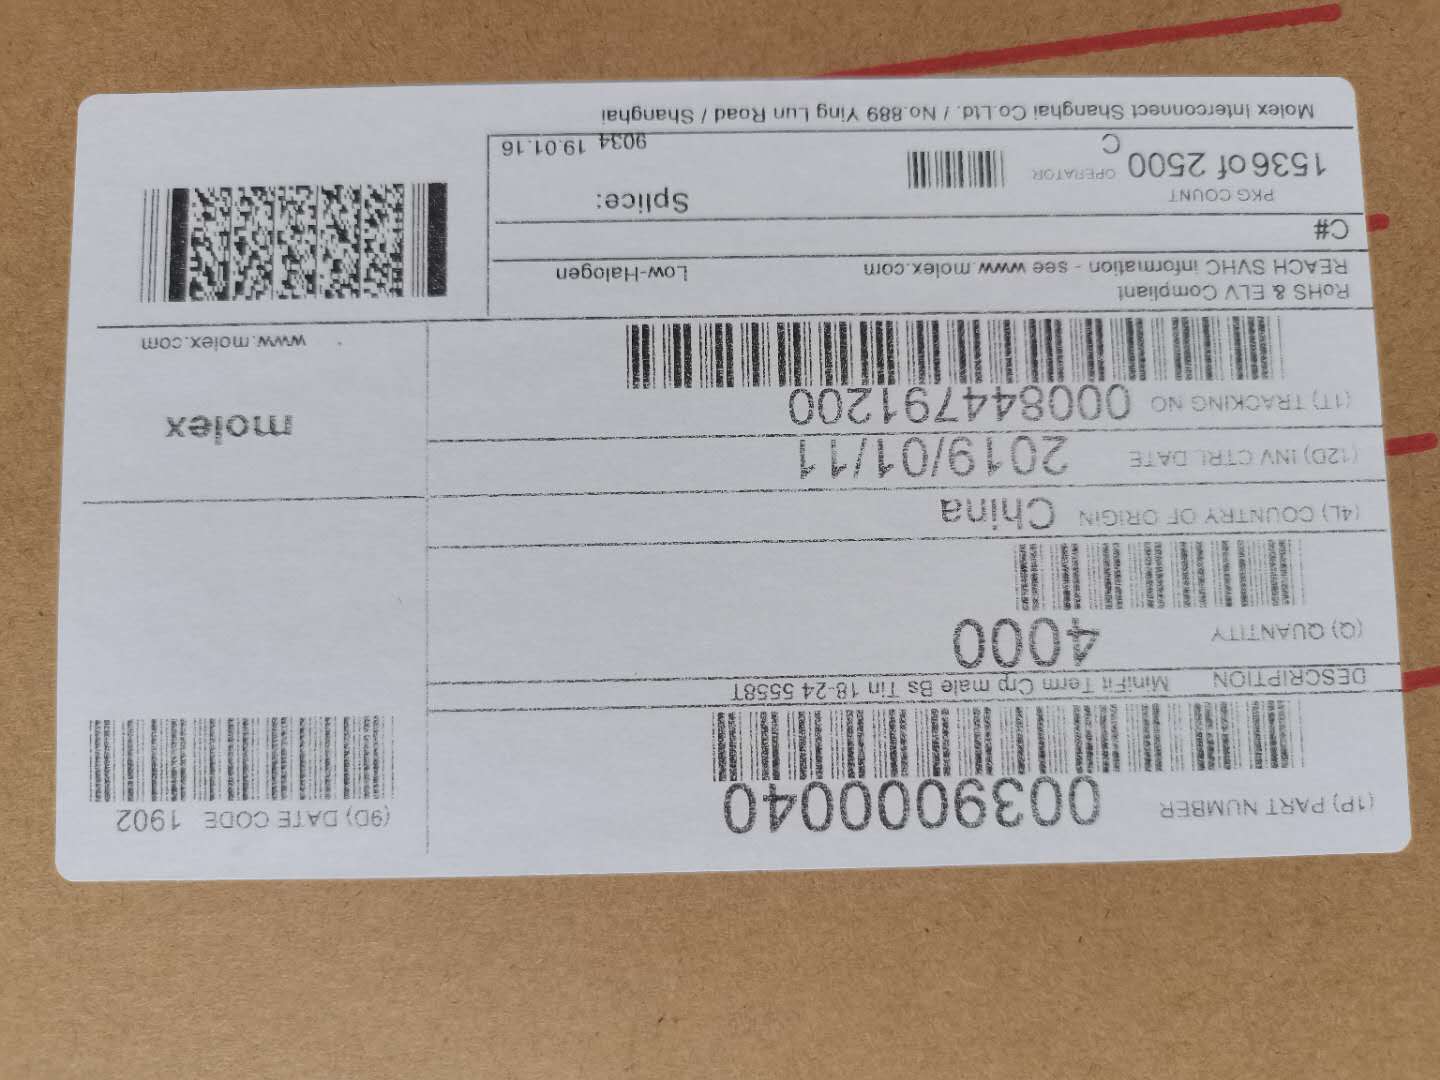 (1P) PART NUMBER 0039000040
(9D) DATE CODE 1902
DESCRIPTION MiniFit Term Crp male Bs Tin 18-24 5558T
(Q) QUANTITY 4000
(4L) COUNTRY OF ORIGIN China
(12D) INV CTRL DATE 2019/01/11
(1T) TRACKING NO 000844791200
molex
www.molex.com
RoHS & ELV Compliant
REACH SVHC information - see www.molex.com Low-Halogen
C#
PKG COUNT
1536 of 2500 OPERATOR
C
Splice:
9034 19.01.16
Molex Interconnect Shanghai Co.Ltd. / No.889 Ying Lun Road / Shanghai